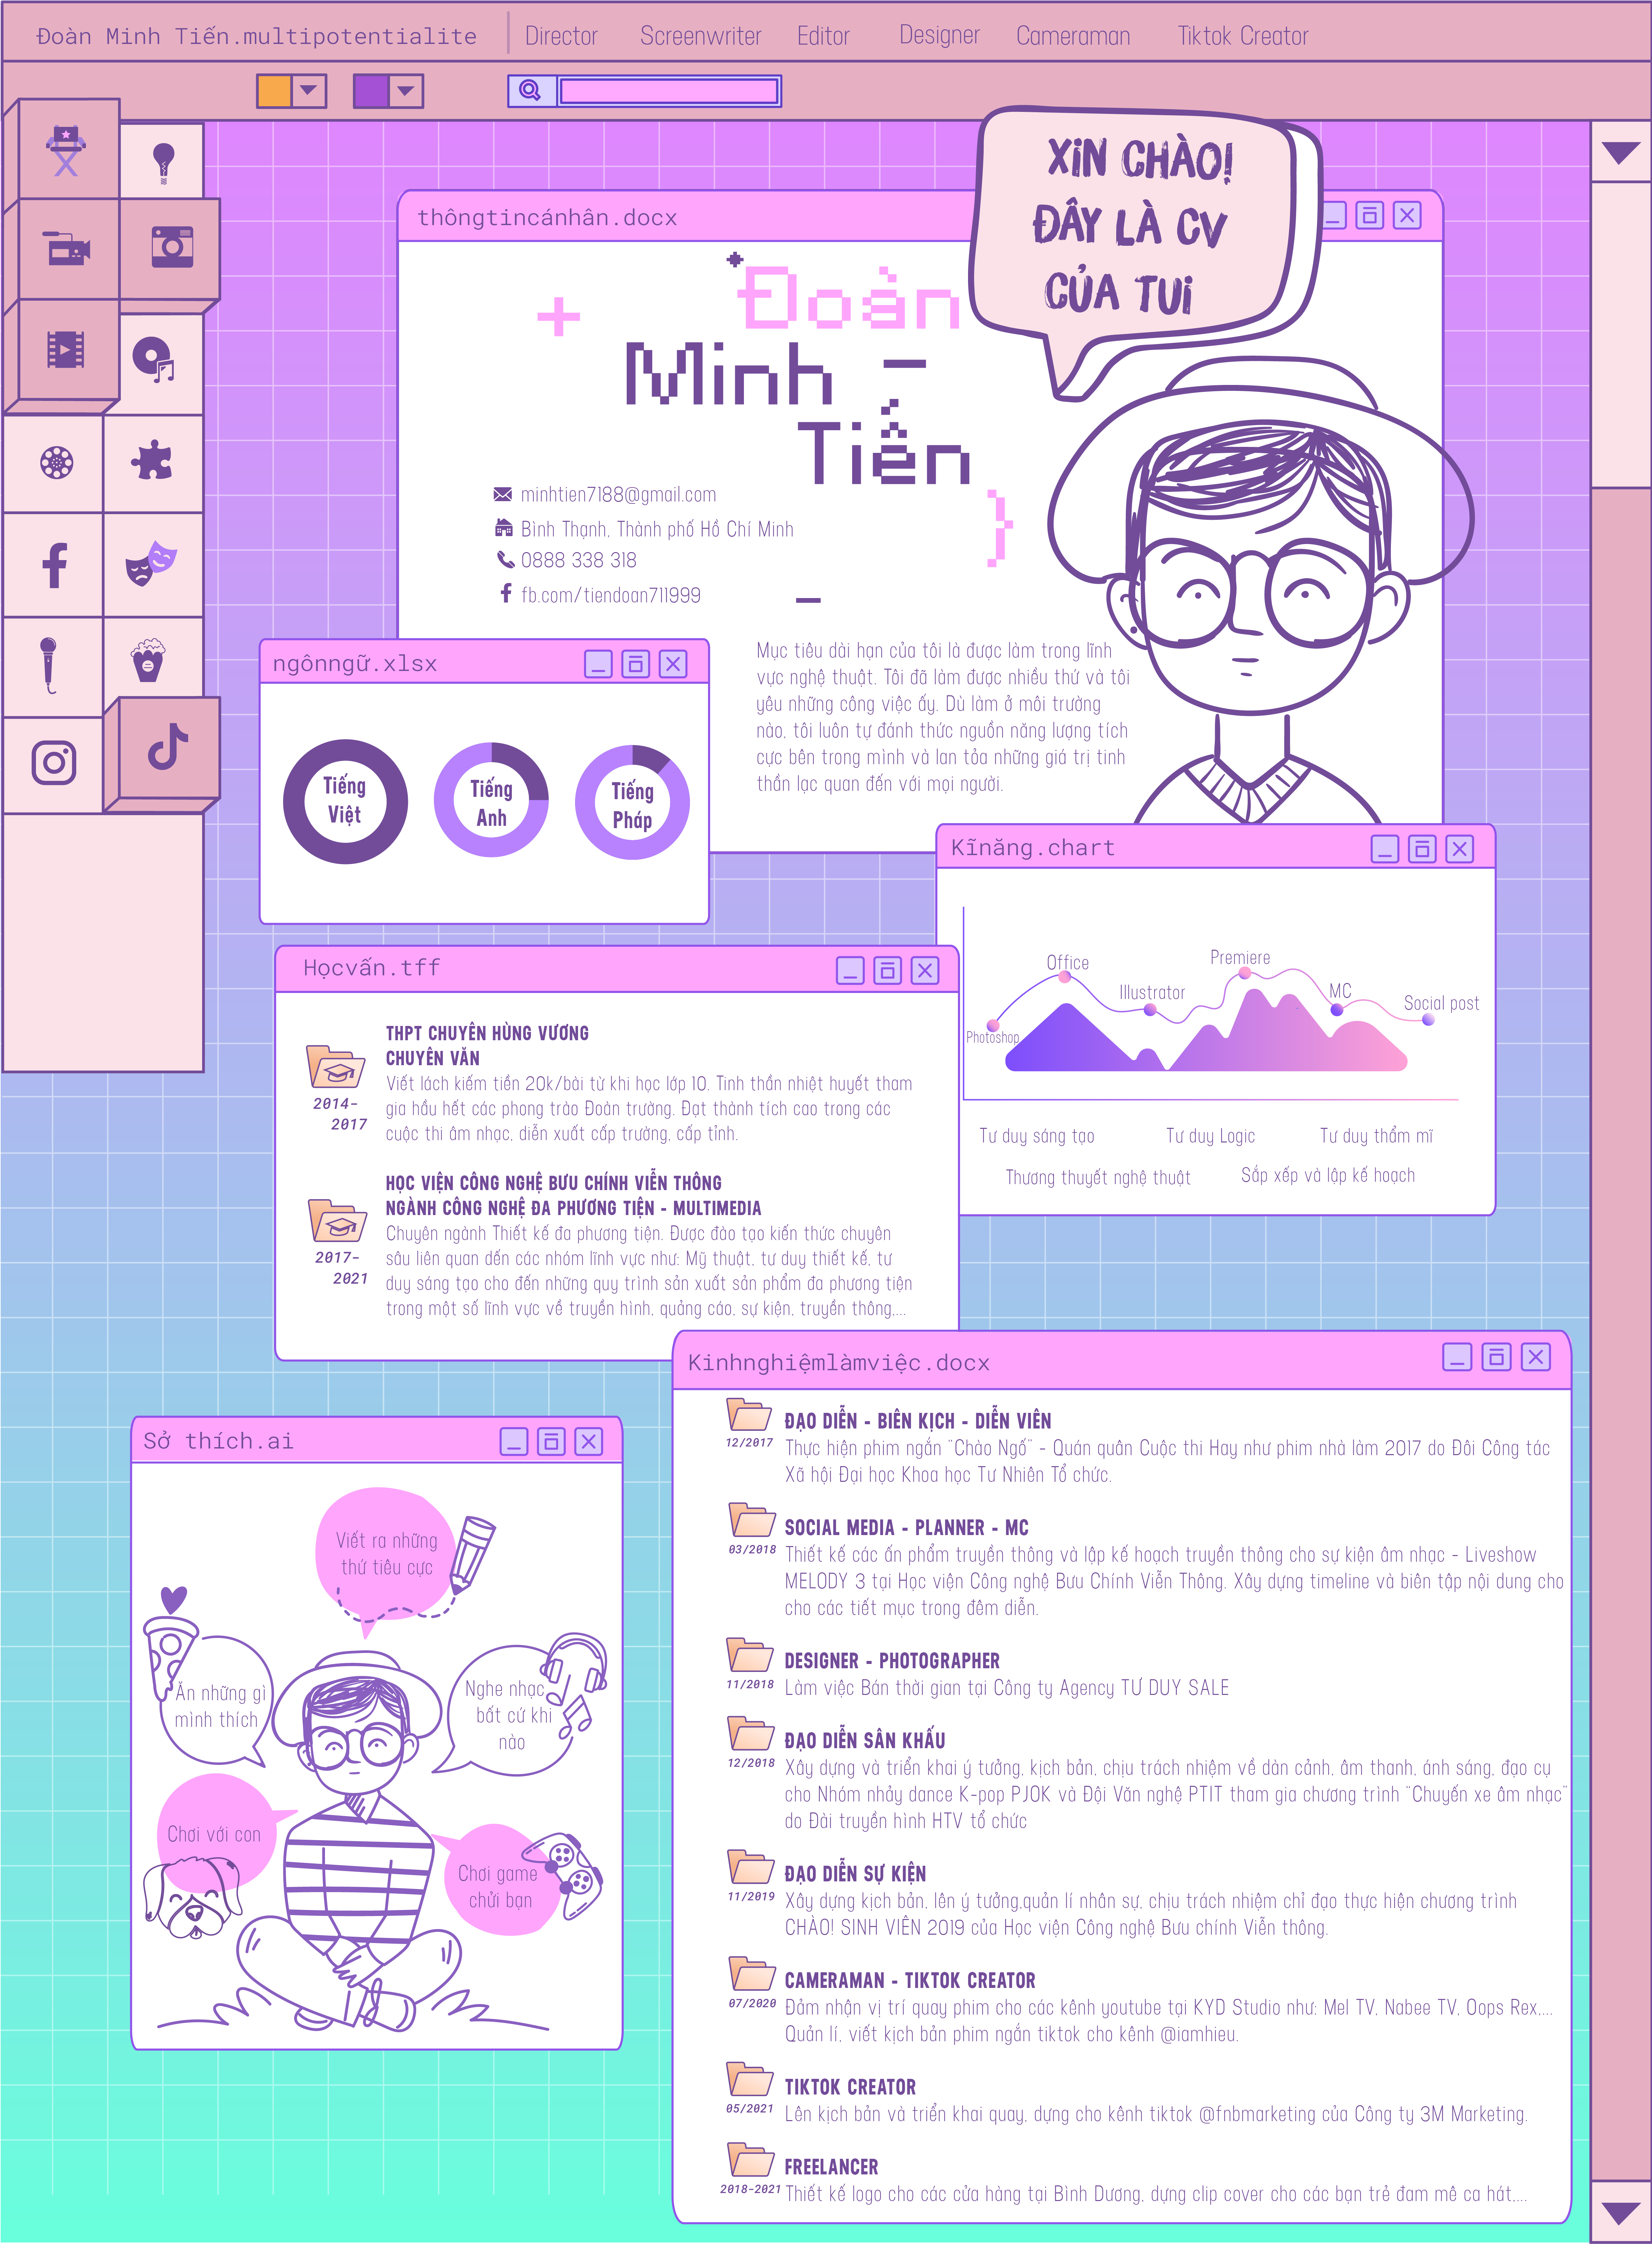 Đoàn Minh Tiến.multipotentialite
Director
Screenwriter
Editor
Designer
Cameraman
Tiktok Creator
XIN CHÀO!
ĐÂY LÀ CV
CỦA TUI
thôngtincánhân.docx
Đoàn
Minh –
Tiến
minhtien7188@gmail.com
Bình Thạnh, Thành phố Hồ Chí Minh
0888 338 318
fb.com/tiendoan711999
Mục tiêu dài hạn của tôi là được làm trong lĩnh
vực nghệ thuật. Tôi đã làm được nhiều thứ và tôi
yêu những công việc ấy. Dù làm ở môi trường
nào, tôi luôn tự đánh thức nguồn năng lượng tích
cực bên trong mình và lan tỏa những giá trị tinh
thần lạc quan đến với mọi người.
ngônngữ.xlsx
Tiếng
Việt
Tiếng
Anh
Tiếng
Pháp
Kĩnăng.chart
Office
Premiere
Illustrator
MC
Social post
Photoshop
Tư duy sáng tạo
Tư duy Logic
Tư duy thẩm mĩ
Thương thuyết nghệ thuật
Sắp xếp và lập kế hoạch
Họcvấn.tff
THPT CHUYÊN HÙNG VƯƠNG
CHUYÊN VĂN
2014-
2017
Viết lách kiếm tiền 20k/bài từ khi học lớp 10. Tinh thần nhiệt huyết tham
gia hầu hết các phong trào Đoàn trường. Đạt thành tích cao trong các
cuộc thi âm nhạc, diễn xuất cấp trường, cấp tỉnh.
HỌC VIỆN CÔNG NGHỆ BƯU CHÍNH VIỄN THÔNG
NGÀNH CÔNG NGHỆ ĐA PHƯƠNG TIỆN - MULTIMEDIA
2017-
2021
Chuyên ngành Thiết kế đa phương tiện. Được đào tạo kiến thức chuyên
sâu liên quan dến các nhóm lĩnh vực như: Mỹ thuật, tư duy thiết kế, tư
duy sáng tạo cho đến những quy trình sản xuất sản phẩm đa phương tiện
trong một số lĩnh vực về truyền hình, quảng cáo, sự kiện, truyền thông,...
Kinhnghiệmlàmviệc.docx
ĐẠO DIỄN - BIÊN KỊCH - DIỄN VIÊN
12/2017
Thực hiện phim ngắn "Chào Ngố" - Quán quân Cuộc thi Hay như phim nhà làm 2017 do Đôi Công tác
Xã hội Đại học Khoa học Tư Nhiên Tổ chức.
SOCIAL MEDIA - PLANNER - MC
03/2018
Thiết kế các ấn phẩm truyền thông và lập kế hoạch truyền thông cho sự kiện âm nhạc - Liveshow
MELODY 3 tại Học viện Công nghệ Bưu Chính Viễn Thông. Xây dựng timeline và biên tập nội dung cho
cho các tiết mục trong đêm diễn.
DESIGNER - PHOTOGRAPHER
11/2018
Làm việc Bán thời gian tại Công ty Agency TƯ DUY SALE
ĐẠO DIỄN SÂN KHẤU
12/2018
Xây dựng và triển khai ý tưởng, kịch bản, chịu trách nhiệm về dàn cảnh, âm thanh, ánh sáng, đạo cụ
cho Nhóm nhảy dance K-pop PJOK và Đội Văn nghệ PTIT tham gia chương trình "Chuyến xe âm nhạc"
do Đài truyền hình HTV tổ chức
ĐẠO DIỄN SỰ KIỆN
11/2019
Xây dựng kịch bản, lên ý tưởng,quản lí nhân sự, chịu trách nhiệm chỉ đạo thực hiện chương trình
CHÀO! SINH VIÊN 2019 của Học viện Công nghệ Bưu chính Viễn thông.
CAMERAMAN - TIKTOK CREATOR
07/2020
Đảm nhận vị trí quay phim cho các kênh youtube tại KYD Studio như: Mel TV, Nabee TV, Oops Rex,...
Quản lí, viết kịch bản phim ngắn tiktok cho kênh @iamhieu.
TIKTOK CREATOR
05/2021
Lên kịch bản và triển khai quay, dựng cho kênh tiktok @fnbmarketing của Công ty 3M Marketing.
FREELANCER
2018-2021
Thiết kế logo cho các cửa hàng tại Bình Dương, dựng clip cover cho các bạn trẻ đam mê ca hát,...
Sở thích.ai
Viết ra những
thứ tiêu cực
Ăn những gì
mình thích
Nghe nhạc
bất cứ khi
nào
Chơi với con
Chơi game
chửi bạn